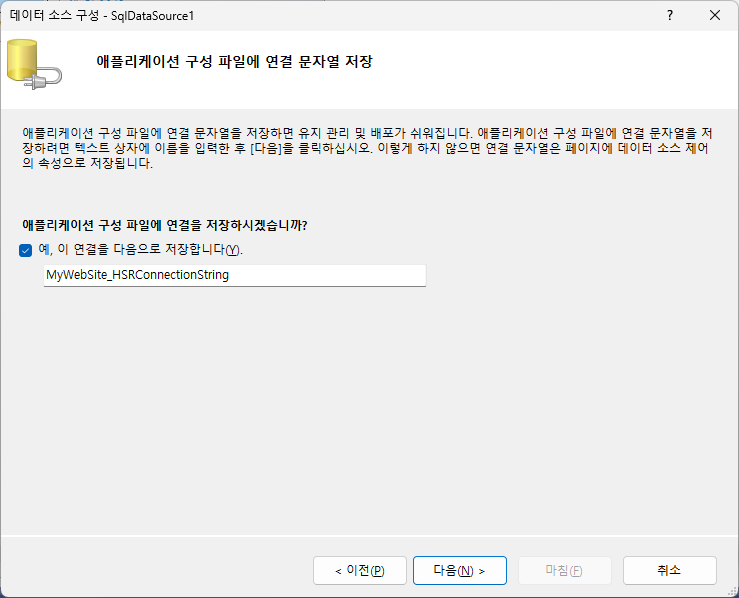 데이터 소스 구성 - SqlDataSource1
?
애플리케이션 구성 파일에 연결 문자열 저장
애플리케이션 구성 파일에 연결 문자열을 저장하면 유지 관리 및 배포가 쉬워집니다. 애플리케이션 구성 파일에 연결 문자열을 저
장하려면 텍스트 상자에 이름을 입력한 후 [다음]을 클릭하십시오. 이렇게 하지 않으면 연결 문자열은 페이지에 데이터 소스 제어
의 속성으로 저장됩니다.
애플리케이션 구성 파일에 연결을 저장하시겠습니까?
예, 이 연결을 다음으로 저장합니다(Y).
MyWebSite_HSRConnectionString
< 이전(P)
다음(N) >
마침(F)
취소